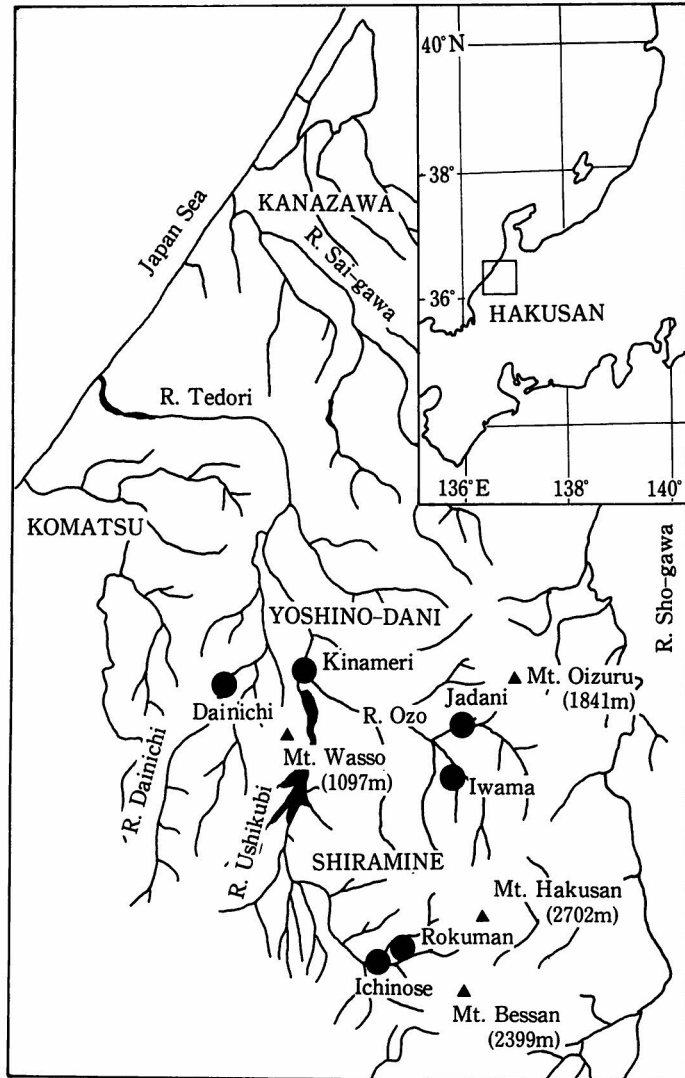 40°N
38°
36°
HAKUSAN
136°E
138°
140°
Japan Sea
KANAZAWA
R. Sai-gawa
R. Tedori
KOMATSU
R. Sho-gawa
YOSHINO-DANI
Kinameri
Dainichi
R. Dainichi
Mt. Oizuru
(1841m)
Jadani
R. Ozo
Mt. Wasso
(1097m)
Iwama
R. Ushikubi
SHIRAMINE
Mt. Hakusan
(2702m)
Rokuman
Ichinose
Mt. Bessan
(2399m)